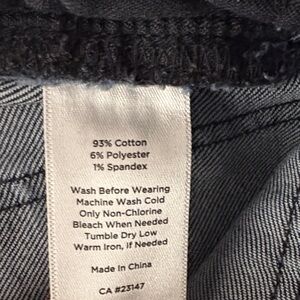 93% Cotton
6% Polyester
1% Spandex
Wash Before Wearing
Machine Wash Cold
Only Non-Chlorine
Bleach When Needed
Tumble Dry Low
Warm Iron, if Needed
Made In China
CA #23147